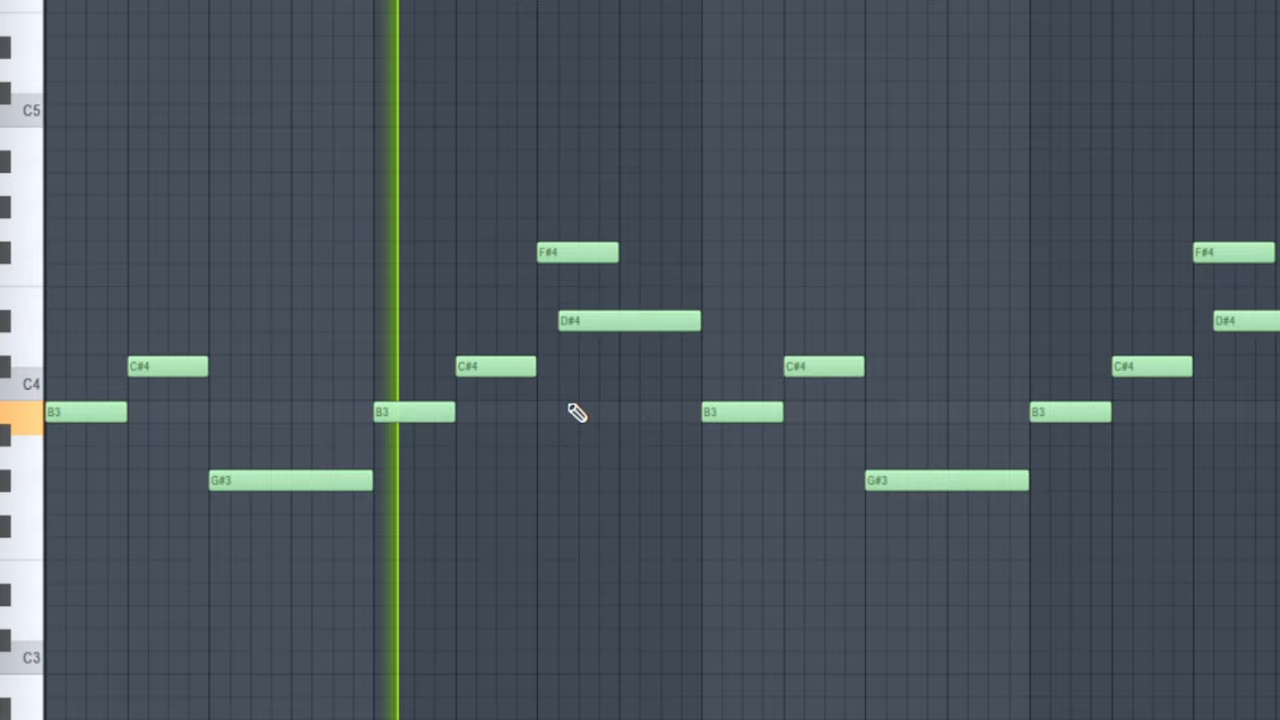 C5
F#4 F#4
D#4 D#4
C#4 C#4 C#4 C#4
C4
B3 B3 B3 B3
G#3 G#3
C3